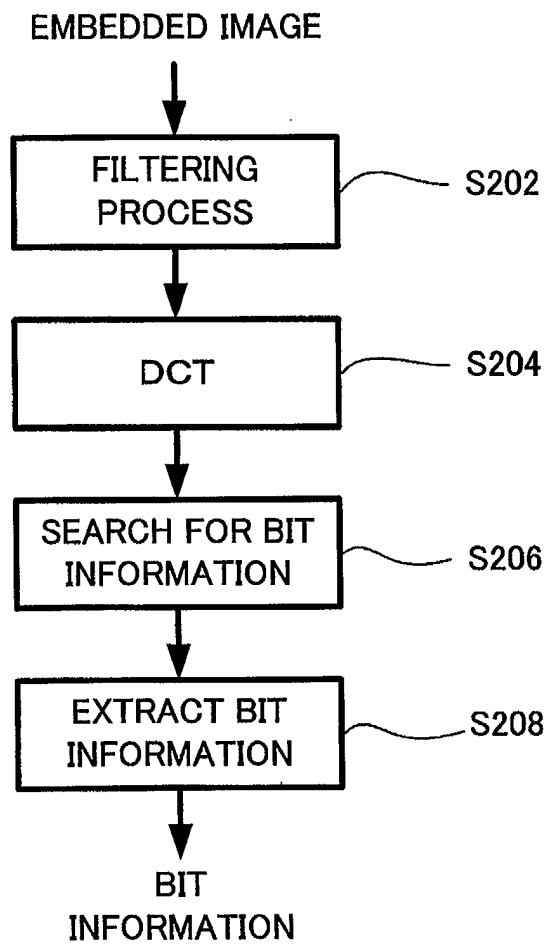 EMBEDDED IMAGE
FILTERING
PROCESS
S202
DCT
S204
SEARCH FOR BIT
INFORMATION
S206
EXTRACT BIT
INFORMATION
S208
BIT
INFORMATION